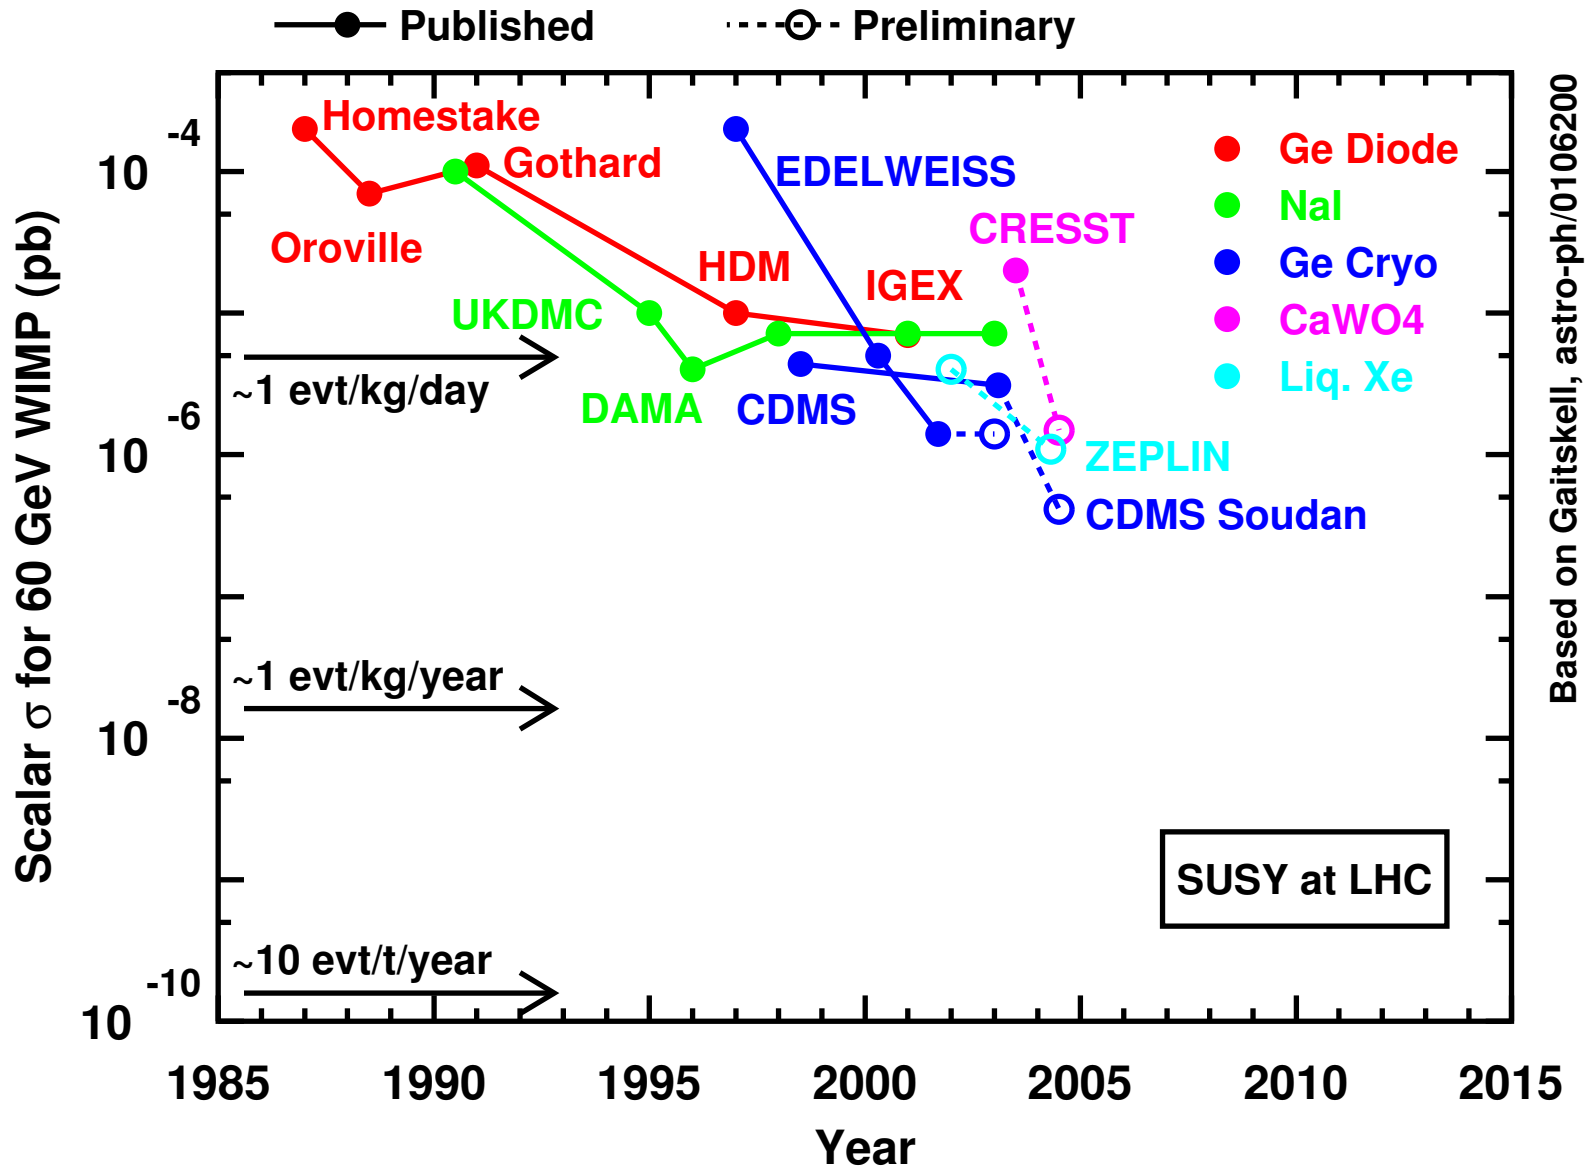 Published
Preliminary
Homestake
Gothard
Oroville
EDELWEISS
CRESST
HDM
IGEX
UKDMC
DAMA
CDMS
ZEPLIN
CDMS Soudan
Ge Diode
NaI
Ge Cryo
CaWO4
Liq. Xe
~1 evt/kg/day
~1 evt/kg/year
~10 evt/t/year
SUSY at LHC
10 -4
10 -6
10 -8
10 -10
Scalar σ for 60 GeV WIMP (pb)
1985 1990 1995 2000 2005 2010 2015
Year
Based on Gaitskell, astro-ph/0106200